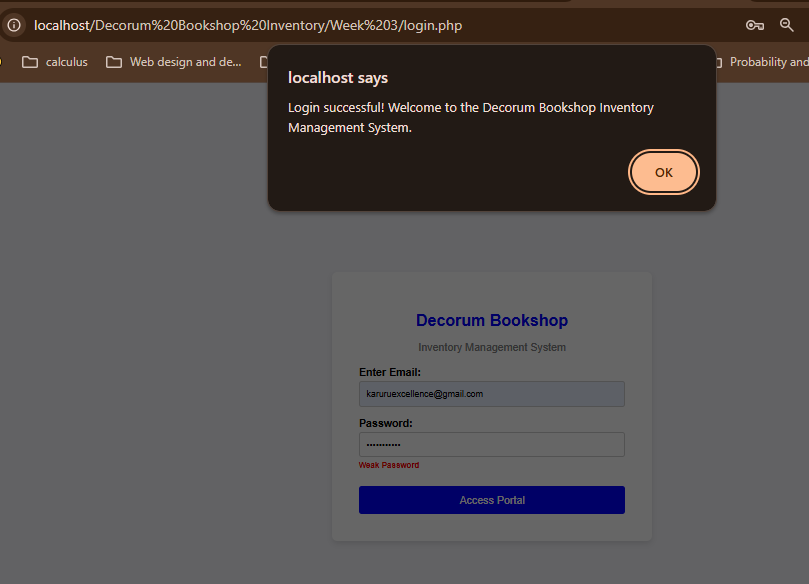 localhost/Decorum%20Bookshop%20Inventory/Week%203/login.php
calculus
Web design and de...
Probability and
localhost says
Login successful! Welcome to the Decorum Bookshop Inventory
Management System.
OK
Decorum Bookshop
Inventory Management System
Enter Email:
karuruexcellence@gmail.com
Password:
•••••••••••
Weak Password
Access Portal